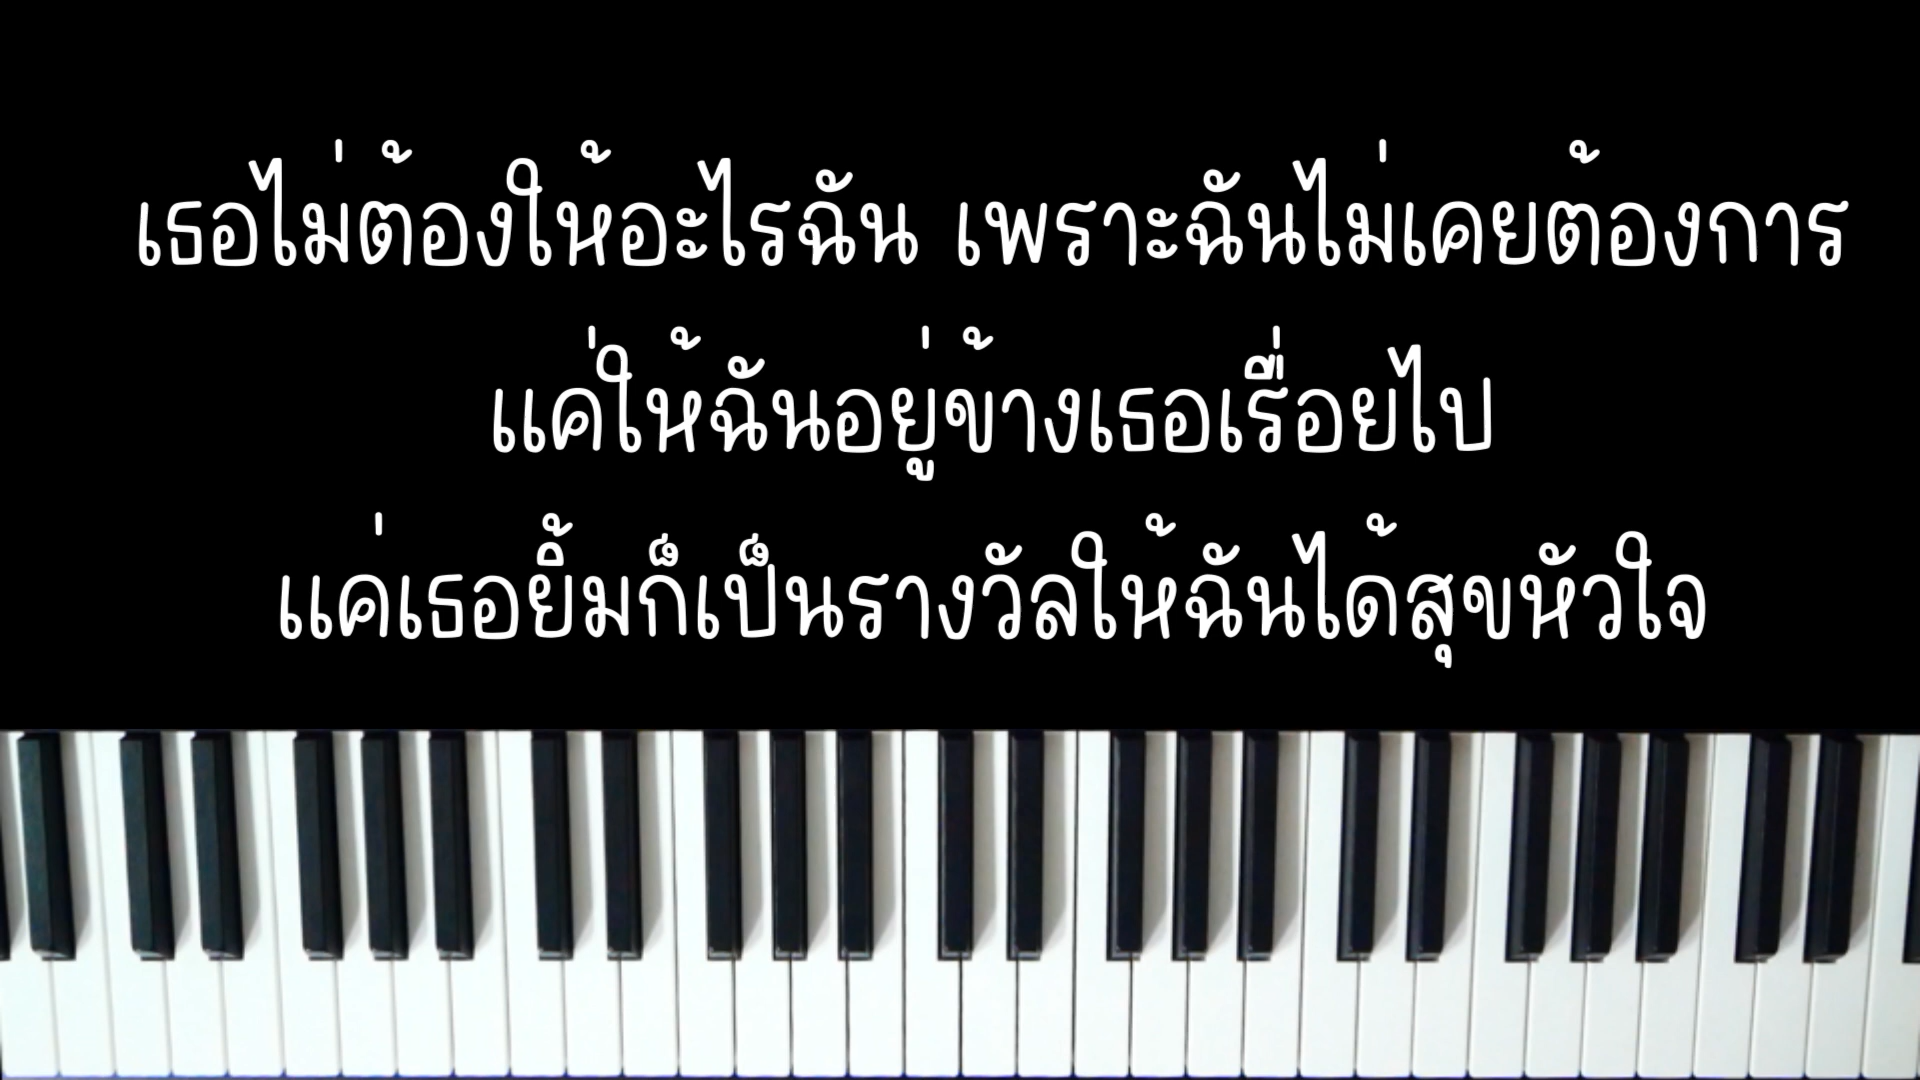 เธอไม่ต้องให้อะไรฉัน เพราะฉันไม่เคยต้องการ
แค่ให้ฉันอยู่ข้างเธอเรื่อยไป
แค่เธอยิ้มก็เป็นรางวัลให้ฉันได้สุขหัวใจ